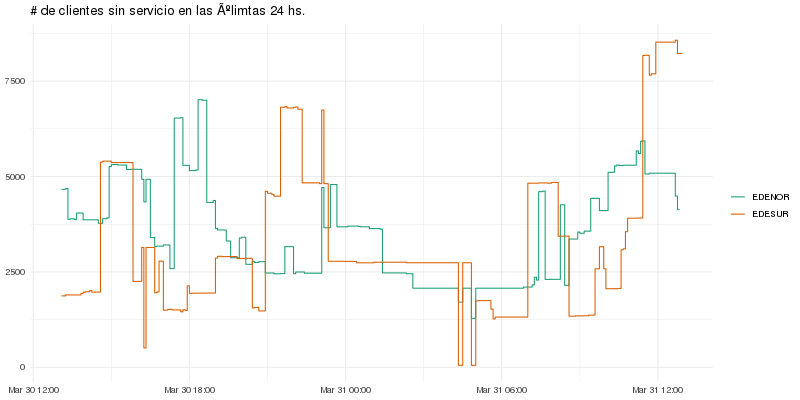 # de clientes sin servicio en las Ãºlimtas 24 hs.
7500
5000
2500
0
Mar 30 12:00
Mar 30 18:00
Mar 31 00:00
Mar 31 06:00
Mar 31 12:00
EDENOR
EDESUR